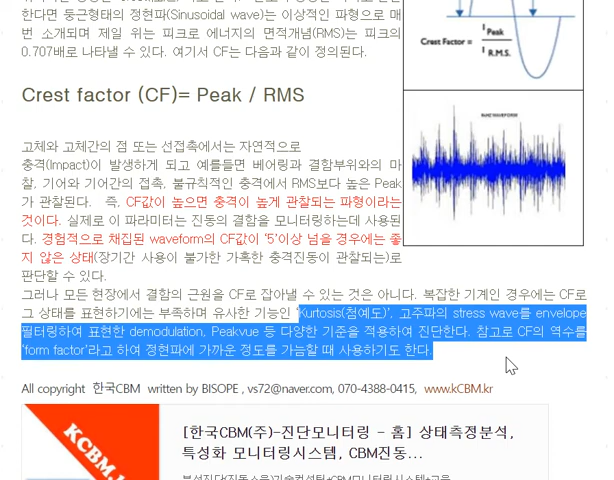 한다면 둥근형태의 정현파(Sinusoidal wave)는 이상적인 파형으로 매
번 소개되며 제일 위는 피크로 에너지의 면적개념(RMS)는 피크의
0.707배로 나타낼 수 있다. 여기서 CF는 다음과 같이 정의된다.
Crest Factor = I Peak / I R.M.S.
Crest factor (CF)= Peak / RMS
고체와 고체간의 점 또는 선접촉에서는 자연적으로
충격(Impact)이 발생하게 되고 예를들면 베어링과 결함부위와의 마
찰, 기어와 기어간의 접촉, 불규칙적인 충격에서 RMS보다 높은 Peak
가 관찰된다. 즉, CF값이 높으면 충격이 높게 관찰되는 파형이라는
것이다. 실제로 이 파라미터는 진동의 결함을 모니터링하는데 사용된
다. 경험적으로 채집된 waveform의 CF값이 '5'이상 넘을 경우에는 좋
지 않은 상태(장기간 사용이 불가한 가혹한 충격진동이 관찰되는)로
판단할 수 있다.
그러나 모든 현장에서 결함의 근원을 CF로 잡아낼 수 있는 것은 아니다. 복잡한 기계인 경우에는 CF로
그 상태를 표현하기에는 부족하며 유사한 기능인 'Kurtosis(첨예도)', 고주파의 stress wave를 envelope
필터링하여 표현한 demodulation, Peakvue 등 다양한 기준을 적용하여 진단한다. 참고로 CF의 역수를
'form factor'라고 하여 정현파에 가까운 정도를 가늠할 때 사용하기도 한다.
All copyright 한국CBM written by BISOPE , vs72@naver.com, 070-4388-0415, www.kCBM.kr
KCBM.k
[한국CBM(주)-진단모니터링 - 홈] 상태측정분석,
특성화 모니터링시스템, CBM진동...